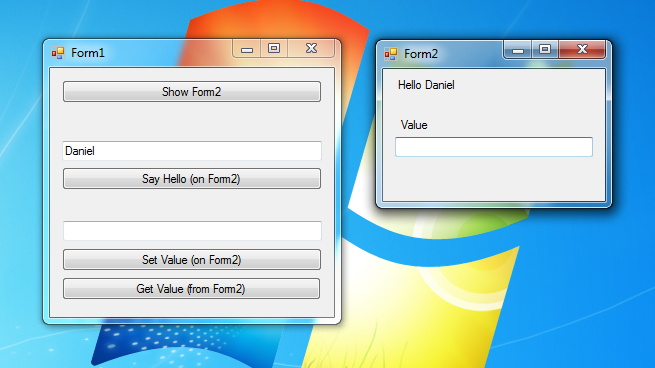 Form1
Show Form2
Daniel
Say Hello (on Form2)
Set Value (on Form2)
Get Value (from Form2)
Form2
Hello Daniel
Value